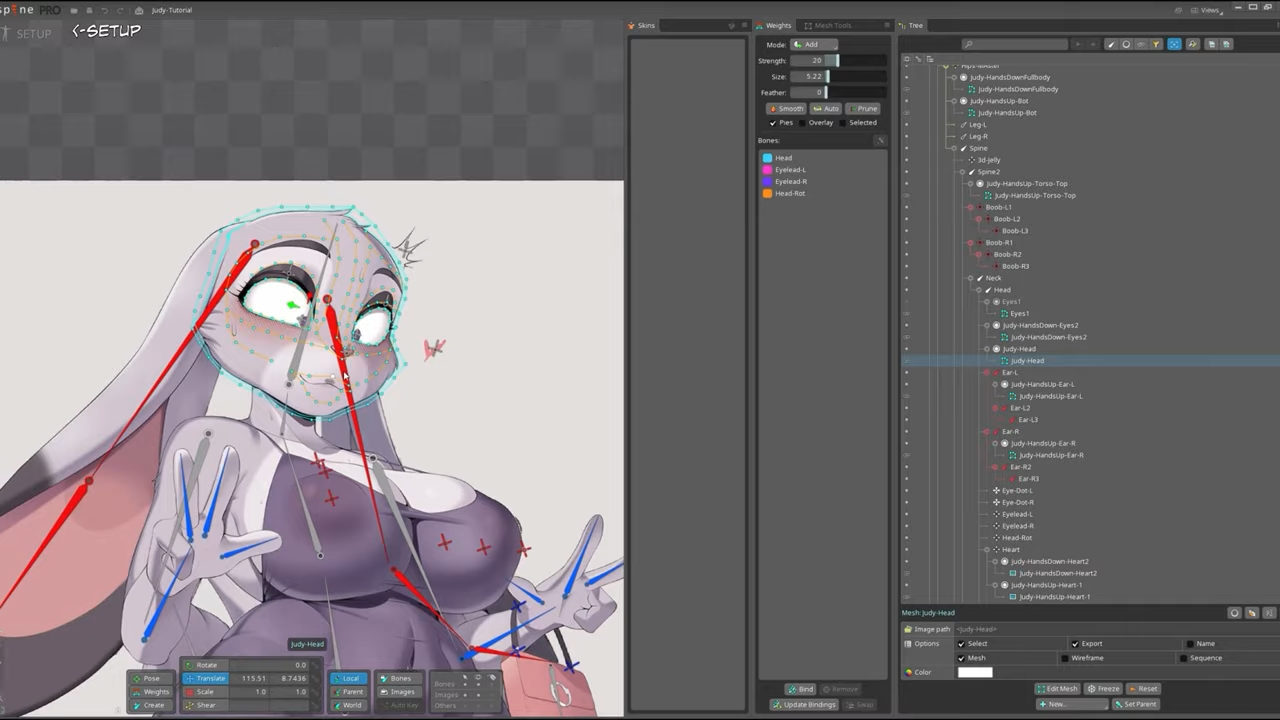 spine PRO
Judy-Tutorial
Views
SETUP
<-SETUP
Skins
Weights
Mesh Tools
Tree
Mode: Add
Strength: 20
Size: 5.22
Feather: 0
Smooth
Auto
Prune
Pies
Overlay
Selected
Bones:
Head
Eyelead-L
Eyelead-R
Head-Rot
Hips-Master
Judy-HandsDownFullbody
Judy-HandsDownFullbody
Judy-HandsUp-Bot
Judy-HandsUp-Bot
Leg-L
Leg-R
Spine
3d-Jelly
Spine2
Judy-HandsUp-Torso-Top
Judy-HandsUp-Torso-Top
Boob-L1
Boob-L2
Boob-L3
Boob-R1
Boob-R2
Boob-R3
Neck
Head
Eyes1
Eyes1
Judy-HandsDown-Eyes2
Judy-HandsDown-Eyes2
Judy-Head
Judy-Head
Ear-L
Judy-HandsUp-Ear-L
Judy-HandsUp-Ear-L
Ear-L2
Ear-L3
Ear-R
Judy-HandsUp-Ear-R
Judy-HandsUp-Ear-R
Ear-R2
Ear-R3
Eye-Dot-L
Eye-Dot-R
Eyelead-L
Eyelead-R
Head-Rot
Heart
Judy-HandsDown-Heart2
Judy-HandsDown-Heart2
Judy-HandsUp-Heart-1
Judy-HandsUp-Heart-1
Mesh: Judy-Head
Image path <Judy-Head>
Options
Select
Export
Name
Mesh
Wireframe
Sequence
Color
Edit Mesh
Freeze
Reset
New...
Set Parent
Bind
Remove
Update Bindings
Swap
Judy-Head
Pose
Weights
Create
Rotate 0.0
Translate 115.51 8.7436
Scale 1.0 1.0
Shear
Local
Parent
World
Bones
Images
Auto Key
Bones
Images
Others